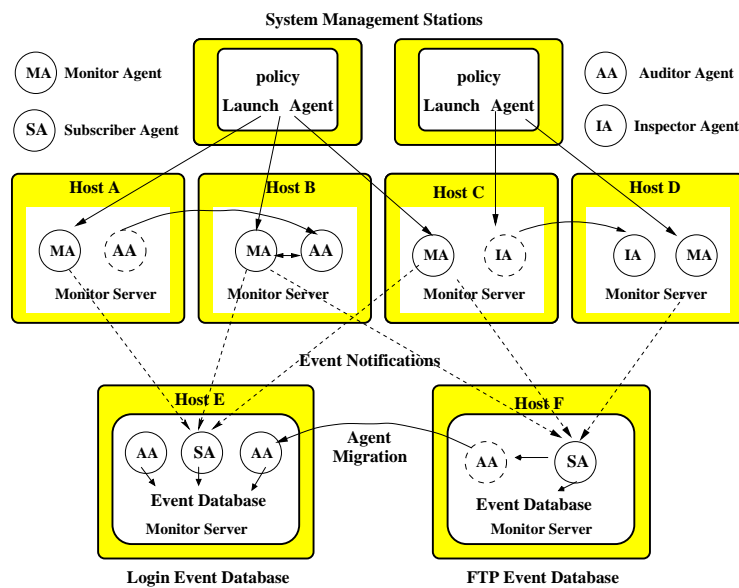 System Management Stations
MA Monitor Agent
SA Subscriber Agent
policy
Launch Agent
policy
Launch Agent
AA Auditor Agent
IA Inspector Agent
Host A
MA
AA
Monitor Server
Host B
MA
AA
Monitor Server
Host C
MA
IA
Monitor Server
Host D
IA
MA
Monitor Server
Event Notifications
Host E
AA
SA
AA
Event Database
Monitor Server
Agent
Migration
Host F
AA
SA
Event Database
Monitor Server
Login Event Database
FTP Event Database